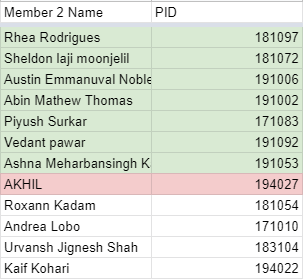 Member 2 Name PID
Rhea Rodrigues 181097
Sheldon laji moonjelil 181072
Austin Emmanuval Noble 191006
Abin Mathew Thomas 191002
Piyush Surkar 171083
Vedant pawar 191092
Ashna Meharbansingh K 191053
AKHIL 194027
Roxann Kadam 181054
Andrea Lobo 171010
Urvansh Jignesh Shah 183104
Kaif Kohari 194022